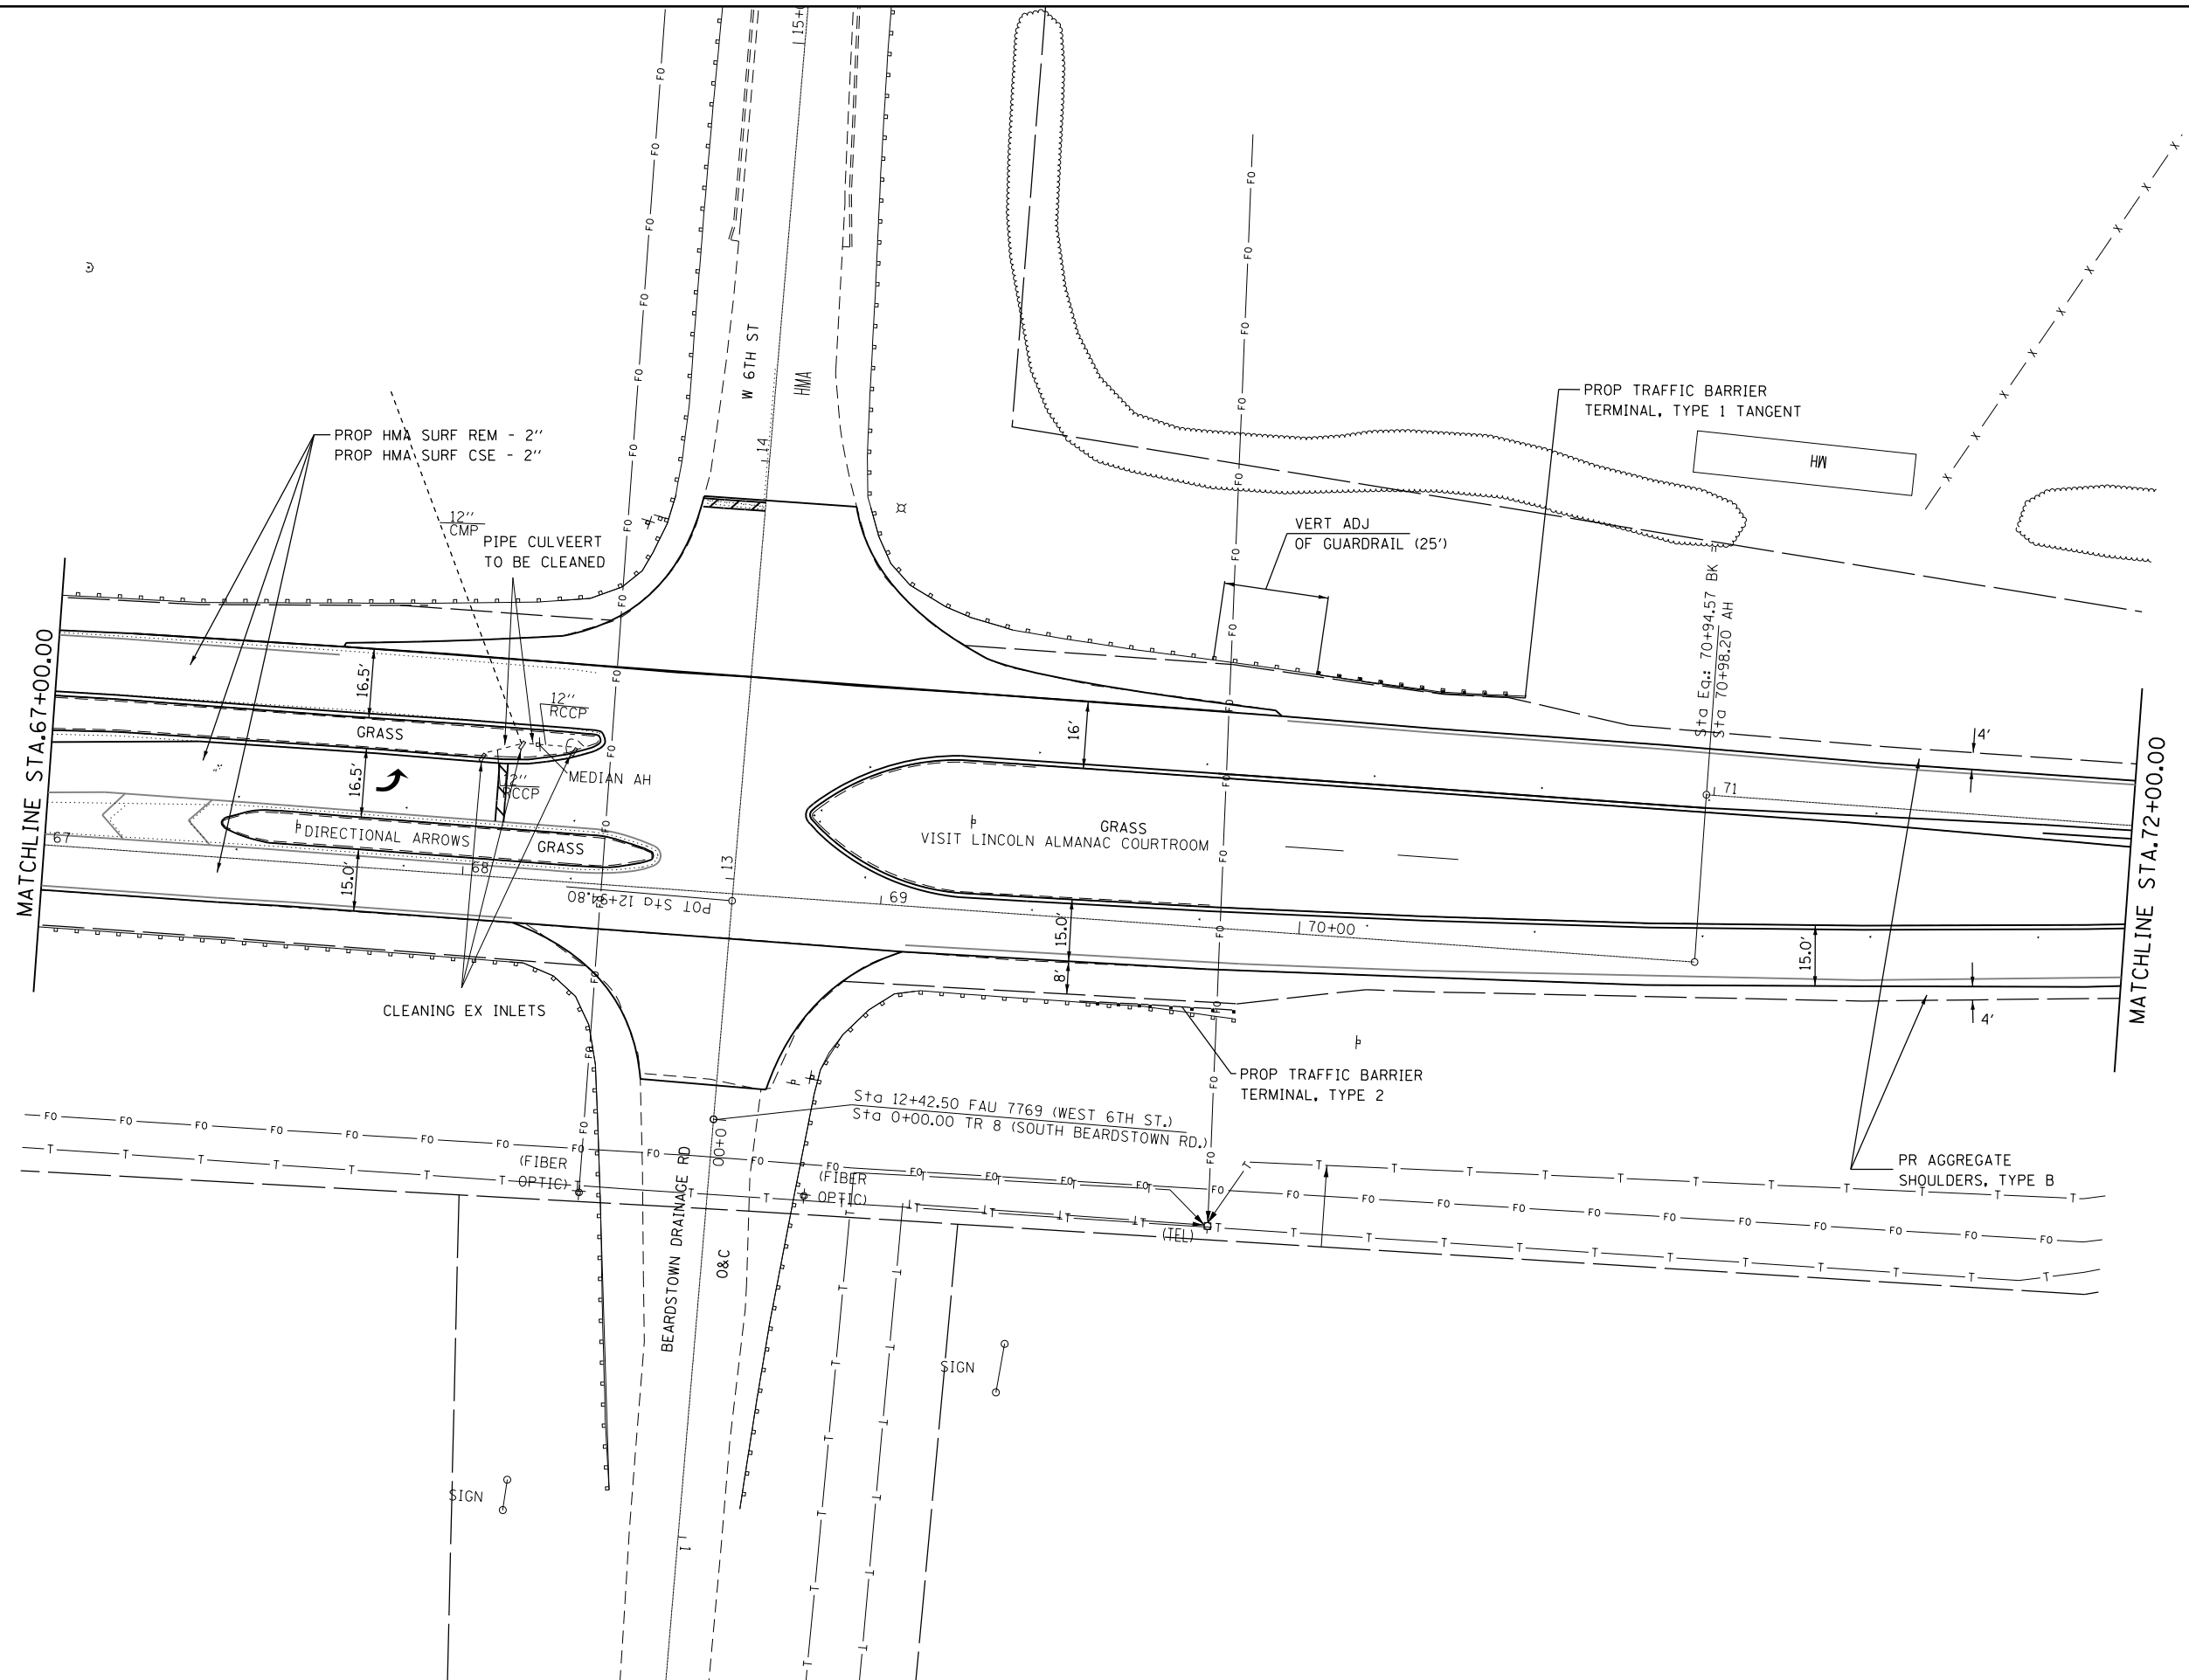 15+0
W 6TH ST
HMA
14
PROP HMA SURF REM - 2''
PROP HMA SURF CSE - 2''
12''
CMP
PIPE CULVEERT
TO BE CLEANED
PROP TRAFFIC BARRIER
TERMINAL, TYPE 1 TANGENT
MH
VERT ADJ
OF GUARDRAIL (25')
Sta Eq.: 70+94.57 BK =
Sta 70+98.20 AH
MATCHLINE STA.67+00.00
16.5'
12''
RCCP
GRASS
16.5'
MEDIAN AH
12''
RCCP
16'
4'
71
MATCHLINE STA.72+00.00
67
DIRECTIONAL ARROWS
GRASS
GRASS
VISIT LINCOLN ALMANAC COURTROOM
15.0'
68
13
POT Sta 12+94.80
69
70+00
15.0'
8'
15.0'
4'
CLEANING EX INLETS
PROP TRAFFIC BARRIER
TERMINAL, TYPE 2
Sta 12+42.50 FAU 7769 (WEST 6TH ST.)
Sta 0+00.00 TR 8 (SOUTH BEARDSTOWN RD.)
0+00
(FIBER
OPTIC)
(FIBER
OPTIC)
(TEL)
PR AGGREGATE
SHOULDERS, TYPE B
BEARDSTOWN DRAINAGE RD
O&C
SIGN
SIGN
1